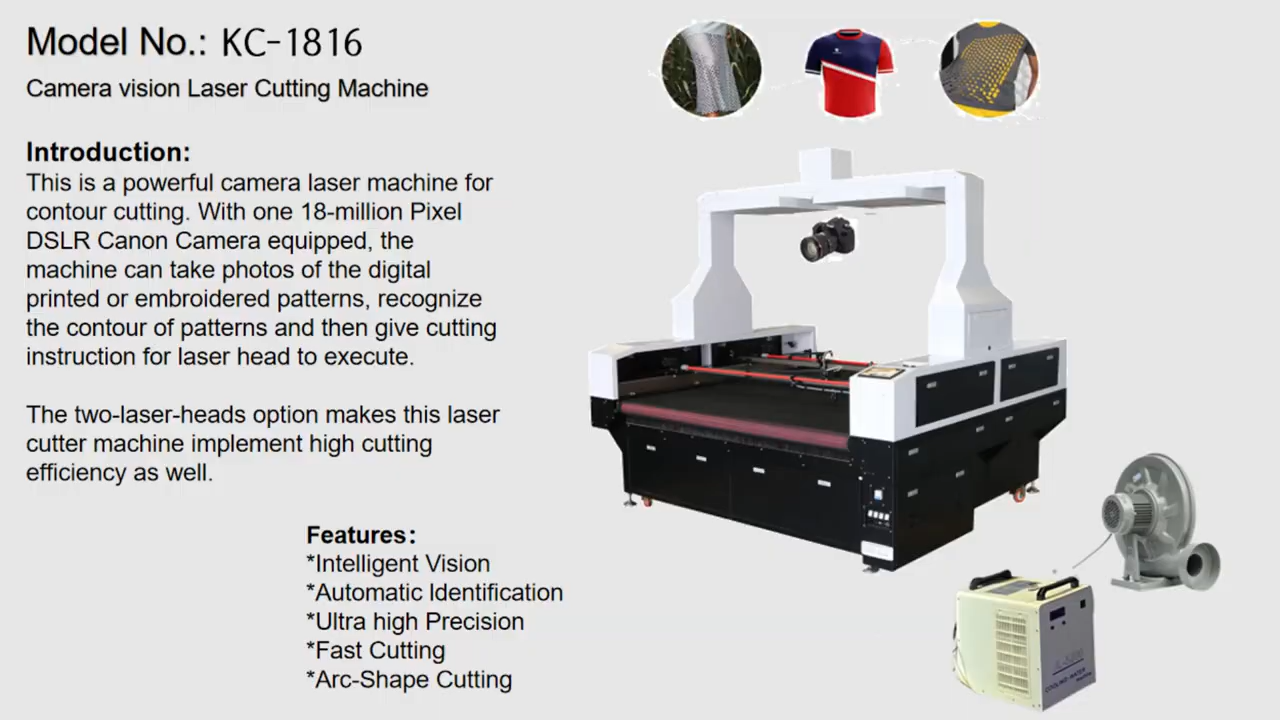 Model No.: KC-1816
Camera vision Laser Cutting Machine
Introduction:
This is a powerful camera laser machine for
contour cutting. With one 18-million Pixel
DSLR Canon Camera equipped, the
machine can take photos of the digital
printed or embroidered patterns, recognize
the contour of patterns and then give cutting
instruction for laser head to execute.
The two-laser-heads option makes this laser
cutter machine implement high cutting
efficiency as well.
Features:
*Intelligent Vision
*Automatic Identification
*Ultra high Precision
*Fast Cutting
*Arc-Shape Cutting
COOLING WATER